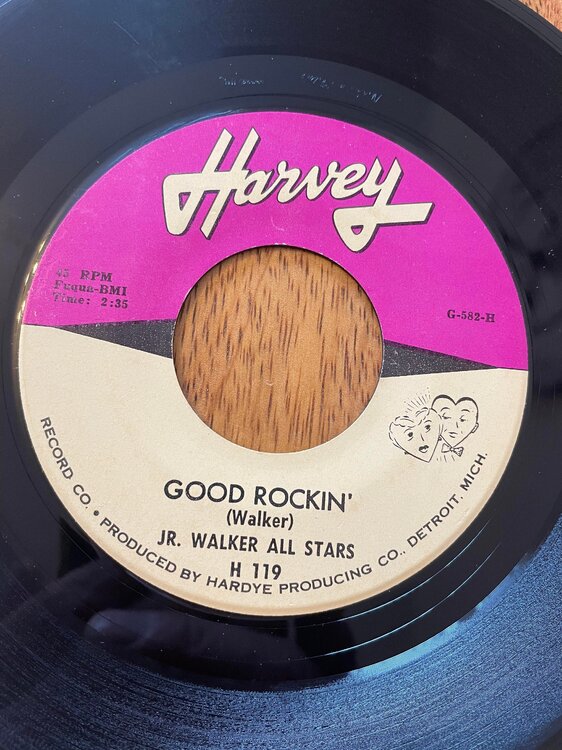 Harvey
45 RPM
Fuqua-BMI
Time: 2:35
G-582-H
GOOD ROCKIN'
(Walker)
JR. WALKER ALL STARS
H 119
RECORD CO. • PRODUCED BY HARDYE PRODUCING CO., DETROIT, MICH.